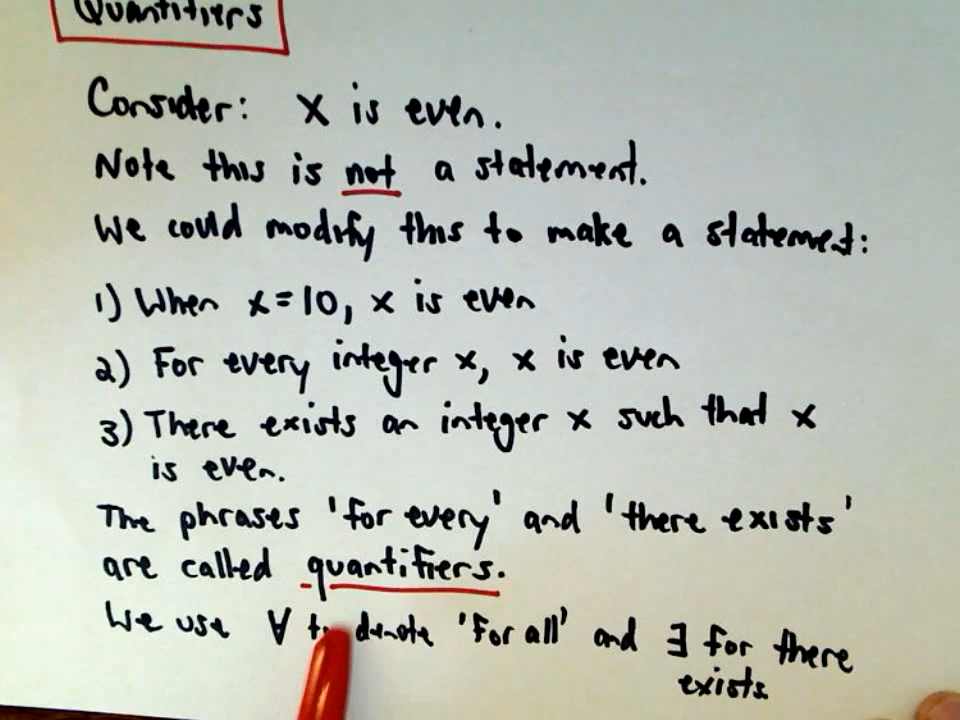 Quantifiers
Consider: X is even.
Note this is not a statement.
We could modify this to make a statement:
1) When x=10, x is even
2) For every integer x, x is even
3) There exists an integer x such that x
is even.
The phrases 'for every' and 'there exists'
are called quantifiers.
We use ∀ to denote 'For all' and ∃ for there
exists